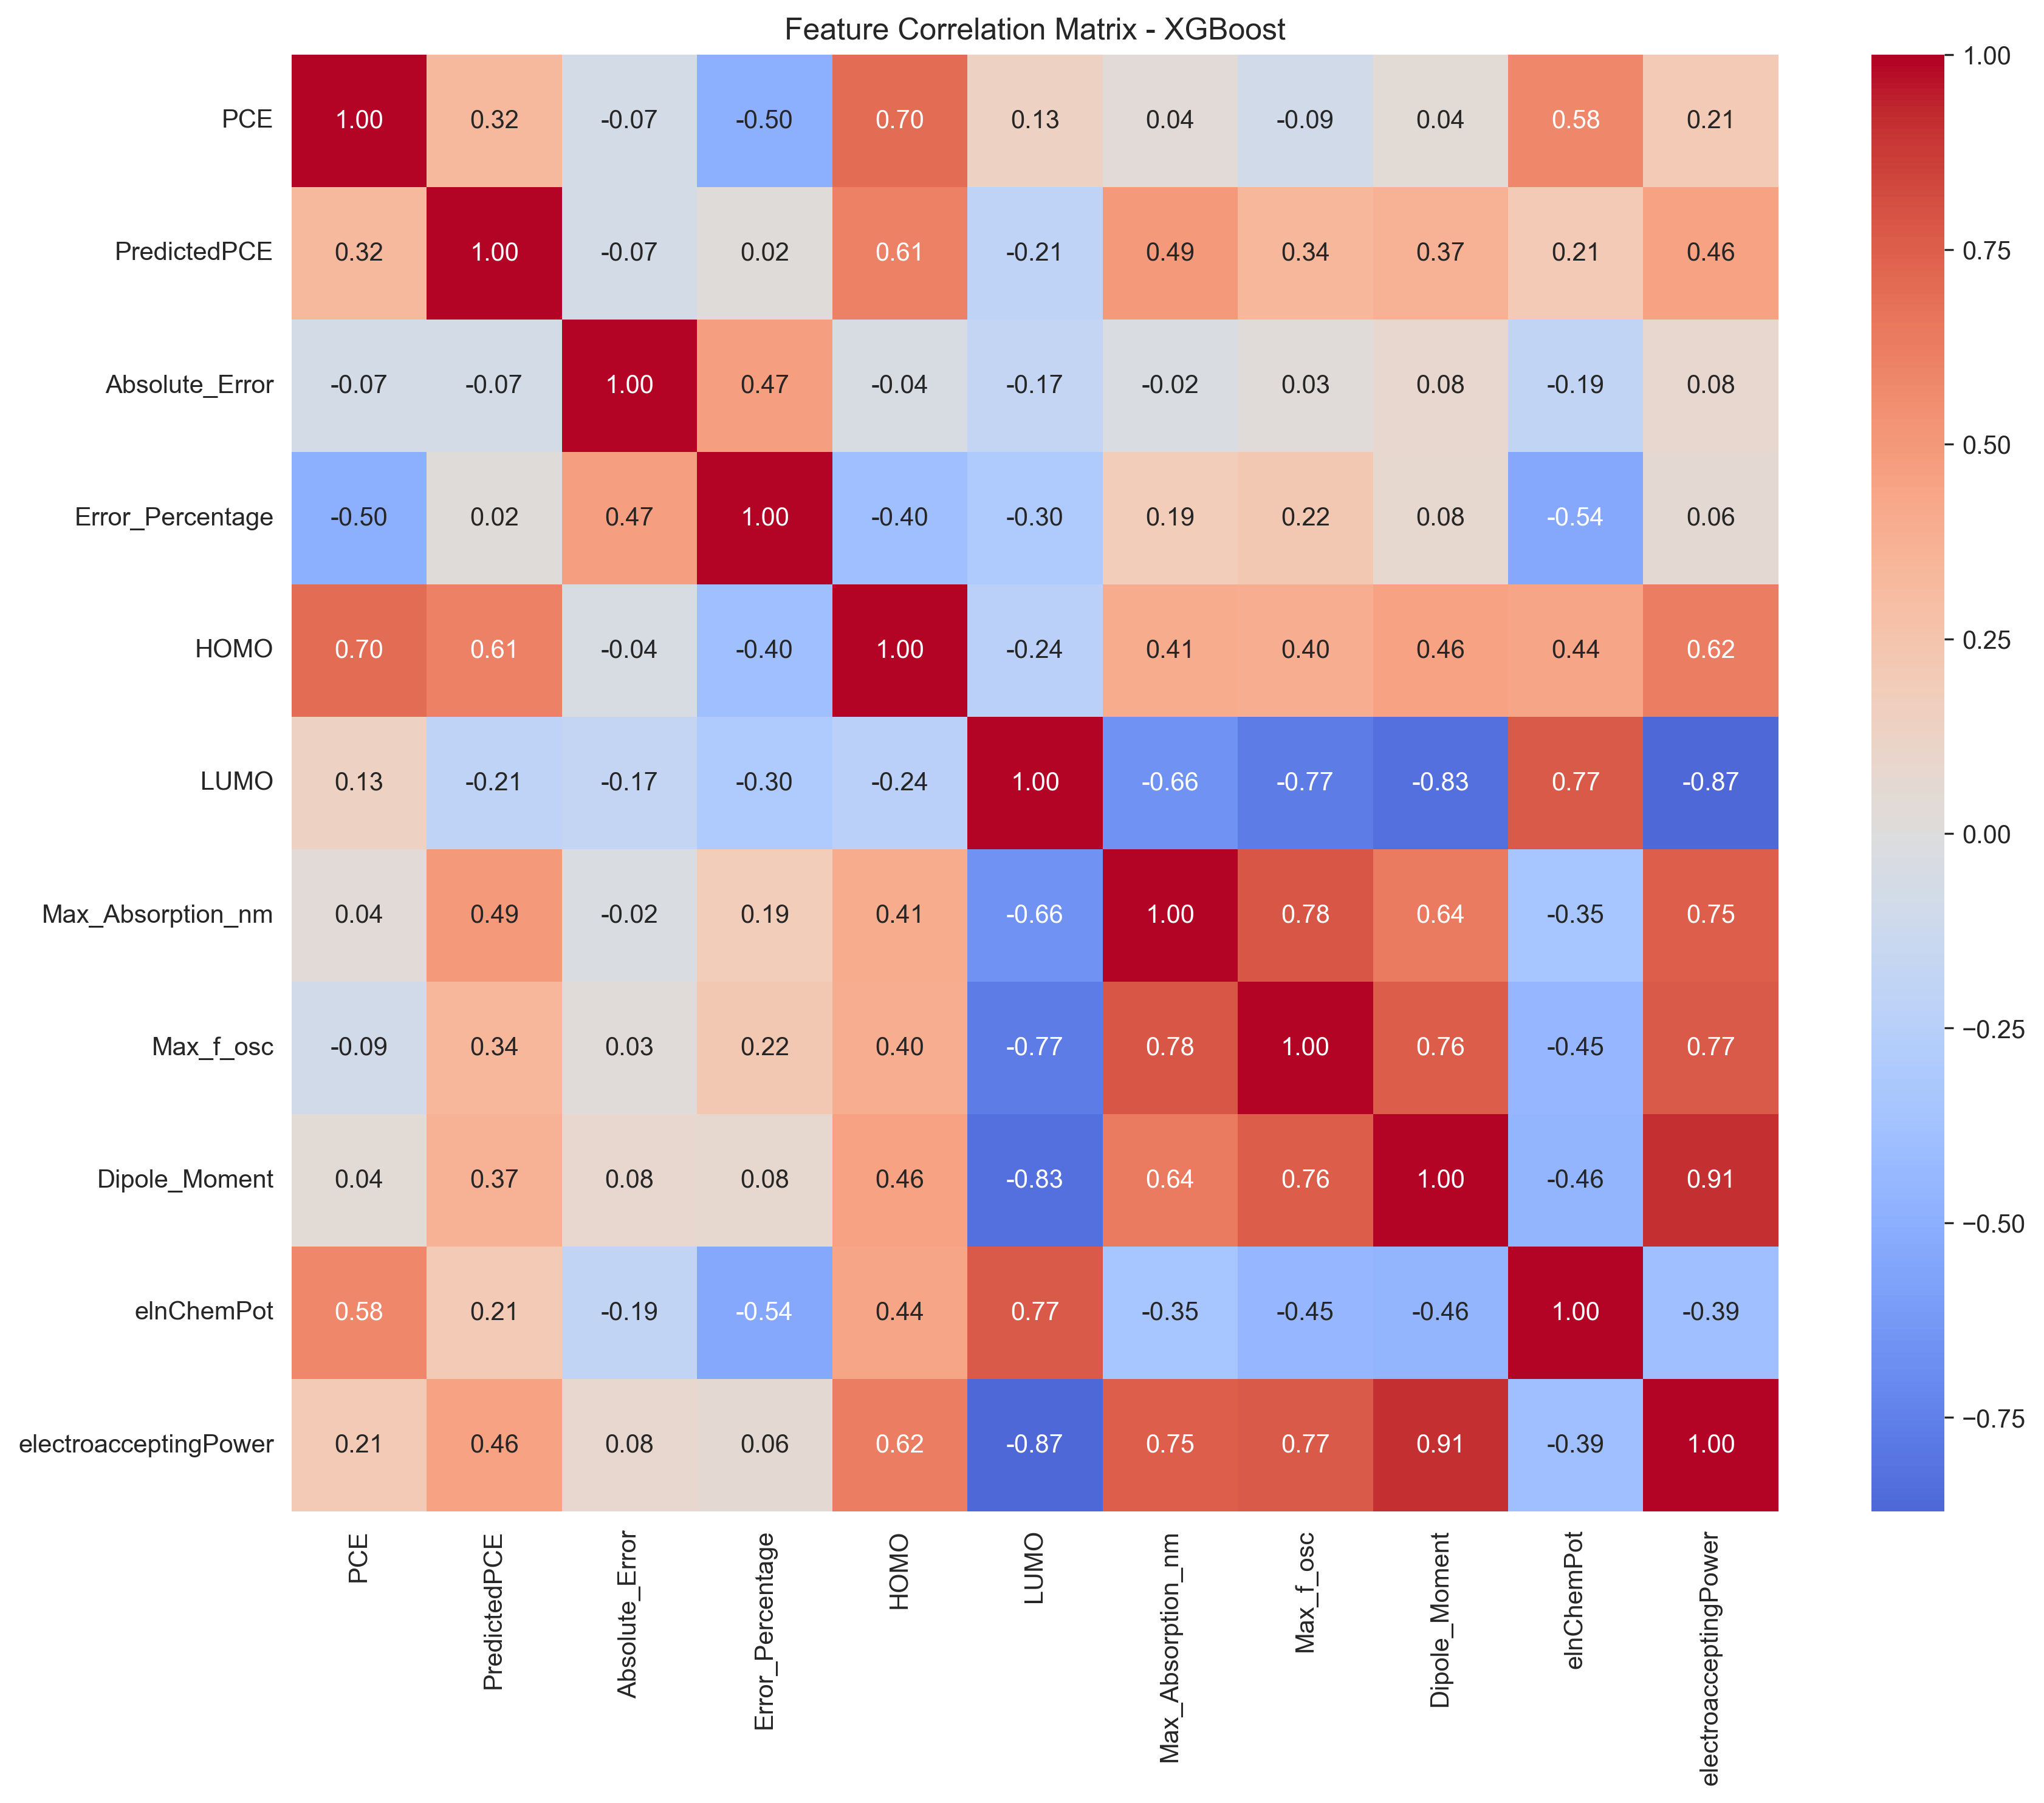 Feature Correlation Matrix - XGBoost
PCE 1.00 0.32 -0.07 -0.50 0.70 0.13 0.04 -0.09 0.04 0.58 0.21
PredictedPCE 0.32 1.00 -0.07 0.02 0.61 -0.21 0.49 0.34 0.37 0.21 0.46
Absolute_Error -0.07 -0.07 1.00 0.47 -0.04 -0.17 -0.02 0.03 0.08 -0.19 0.08
Error_Percentage -0.50 0.02 0.47 1.00 -0.40 -0.30 0.19 0.22 0.08 -0.54 0.06
HOMO 0.70 0.61 -0.04 -0.40 1.00 -0.24 0.41 0.40 0.46 0.44 0.62
LUMO 0.13 -0.21 -0.17 -0.30 -0.24 1.00 -0.66 -0.77 -0.83 0.77 -0.87
Max_Absorption_nm 0.04 0.49 -0.02 0.19 0.41 -0.66 1.00 0.78 0.64 -0.35 0.75
Max_f_osc -0.09 0.34 0.03 0.22 0.40 -0.77 0.78 1.00 0.76 -0.45 0.77
Dipole_Moment 0.04 0.37 0.08 0.08 0.46 -0.83 0.64 0.76 1.00 -0.46 0.91
elnChemPot 0.58 0.21 -0.19 -0.54 0.44 0.77 -0.35 -0.45 -0.46 1.00 -0.39
electroacceptingPower 0.21 0.46 0.08 0.06 0.62 -0.87 0.75 0.77 0.91 -0.39 1.00
PCE
PredictedPCE
Absolute_Error
Error_Percentage
HOMO
LUMO
Max_Absorption_nm
Max_f_osc
Dipole_Moment
elnChemPot
electroacceptingPower
1.00
0.75
0.50
0.25
0.00
−0.25
−0.50
−0.75